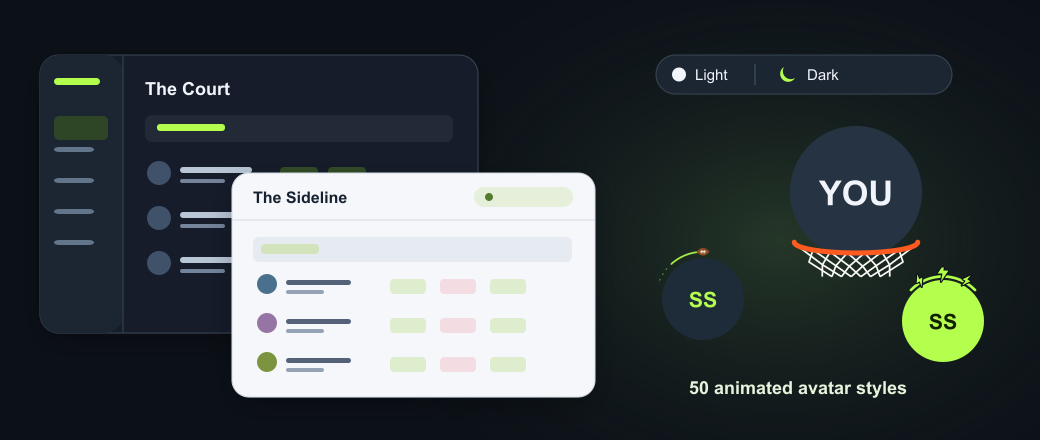 The Court
The Sideline
Light
Dark
YOU
SS
SS
50 animated avatar styles